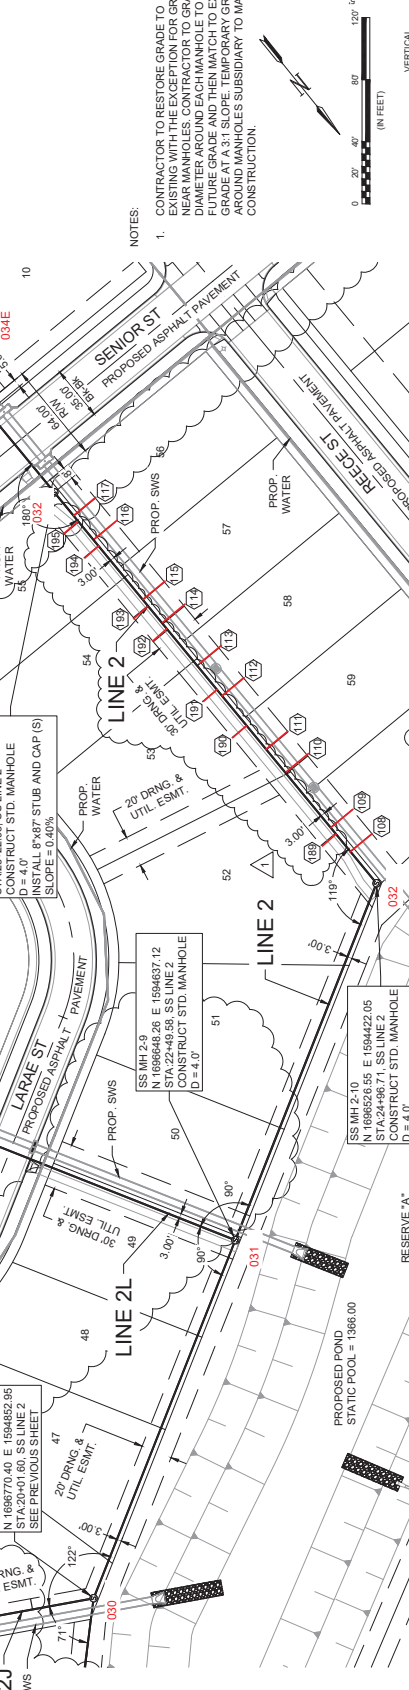 NOTES:
1.
CONTRACTOR TO RESTORE GRADE TO
EXISTING WITH THE EXCEPTION FOR
NEAR MANHOLES. CONTRACTOR TO
DIAMETER AROUND EACH MANHOLE TO
FUTURE GRADE AND THEN MATCH TO
GRADE AT A 3:1 SLOPE. TEMPORARY
AROUND MANHOLES SUBSIDIARY TO
CONSTRUCTION.
N
0
20'
40'
80'
120'
(IN FEET)
VERTICAL
10
034E
SENIOR ST
PROPOSED ASPHALT PAVEMENT
64.00'
R/W
35.00'
BK-BK
REECE ST
PROPOSED ASPHALT PAVEMENT
180°
032
8'
WATER
55
195
117
194
116
3.00'
PROP. SWS
56
PROP.
WATER
57
193
115
192
114
54
LINE 2
30' DRNG. &
UTIL. ESMT.
58
113
191
112
53
190
111
110
59
CONSTRUCT STD. MANHOLE
D = 4.0'
INSTALL 8"x87' STUB AND CAP (S)
SLOPE = 0.40%
PROP.
WATER
20' DRNG. &
UTIL. ESMT.
52
1
3.00'
189
109
108
119°
032
LINE 2
3.00'
LARAE ST
PROPOSED ASPHALT
PAVEMENT
SS MH 2-9
N 1696648.26 E 1594637.12
STA:22+49.58, SS LINE 2
CONSTRUCT STD. MANHOLE
D = 4.0'
51
SS MH 2-10
N 1696526.55 E 1594422.05
STA:24+96.71, SS LINE 2
CONSTRUCT STD. MANHOLE
D = 4.0'
RESERVE "A"
PROP. SWS
50
30' DRNG. &
UTIL. ESMT.
49
3.00'
90°
90°
LINE 2L
031
48
PROPOSED POND
STATIC POOL = 1366.00
N 1696770.40 E 1594852.95
STA:20+01.60, SS LINE 2
SEE PREVIOUS SHEET
47
20' DRNG. &
UTIL. ESMT.
3.00'
122°
DRNG. &
ESMT.
71°
030
2J
WS